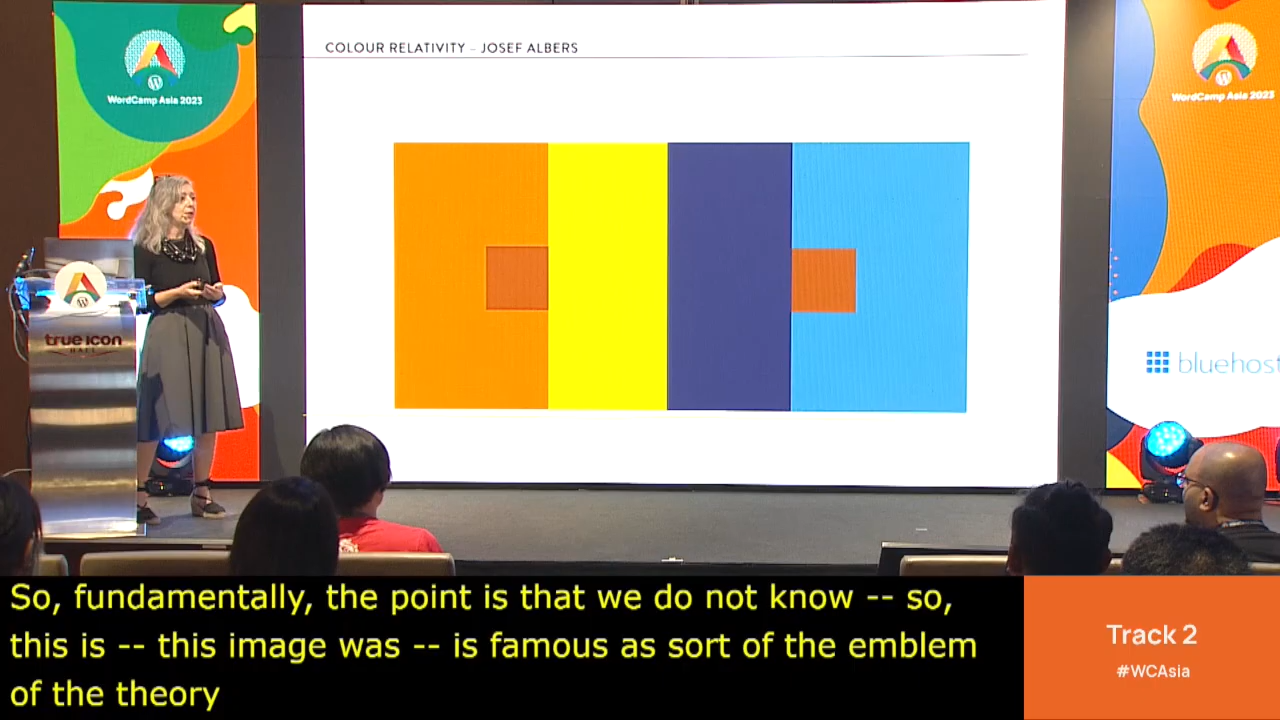 COLOUR RELATIVITY – JOSEF ALBERS
WordCamp Asia 2023
WordCamp Asia 2023
true icon
HALL
bluehost
So, fundamentally, the point is that we do not know -- so,
this is -- this image was -- is famous as sort of the emblem
of the theory
Track 2
#WCAsia